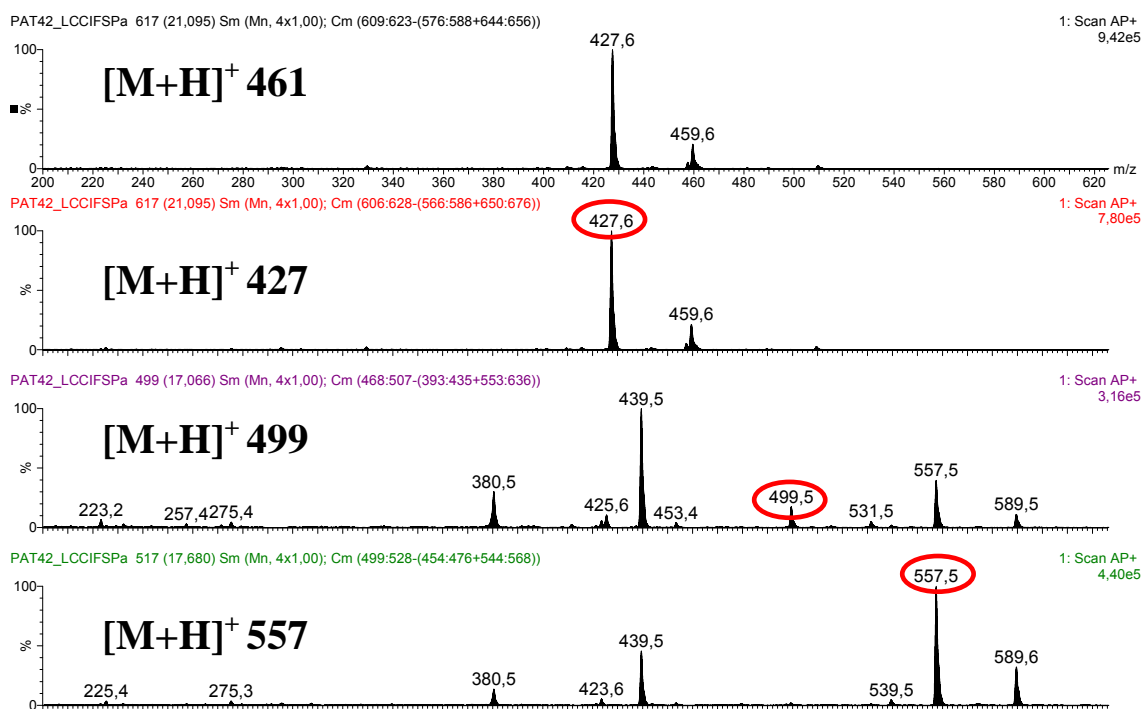 PAT42_LCCIFSPa 617 (21,095) Sm (Mn, 4x1,00); Cm (609:623-(576:588+644:656)) 1: Scan AP+
9,42e5
100
427,6
[M+H]+ 461
%
459,6
0
200 220 240 260 280 300 320 340 360 380 400 420 440 460 480 500 520 540 560 580 600 620 m/z
PAT42_LCCIFSPa 617 (21,095) Sm (Mn, 4x1,00); Cm (606:628-(566:586+650:676)) 1: Scan AP+
7,80e5
427,6
100
[M+H]+ 427
%
459,6
0
PAT42_LCCIFSPa 499 (17,066) Sm (Mn, 4x1,00); Cm (468:507-(393:435+553:636)) 1: Scan AP+
3,16e5
439,5
100
[M+H]+ 499
%
380,5 557,5
499,5
223,2 257,4 275,4 425,6 453,4 531,5 589,5
0
PAT42_LCCIFSPa 517 (17,680) Sm (Mn, 4x1,00); Cm (499:528-(454:476+544:568)) 1: Scan AP+
4,40e5
557,5
100
[M+H]+ 557
%
439,5 589,6
380,5
225,4 275,3 423,6 539,5
0